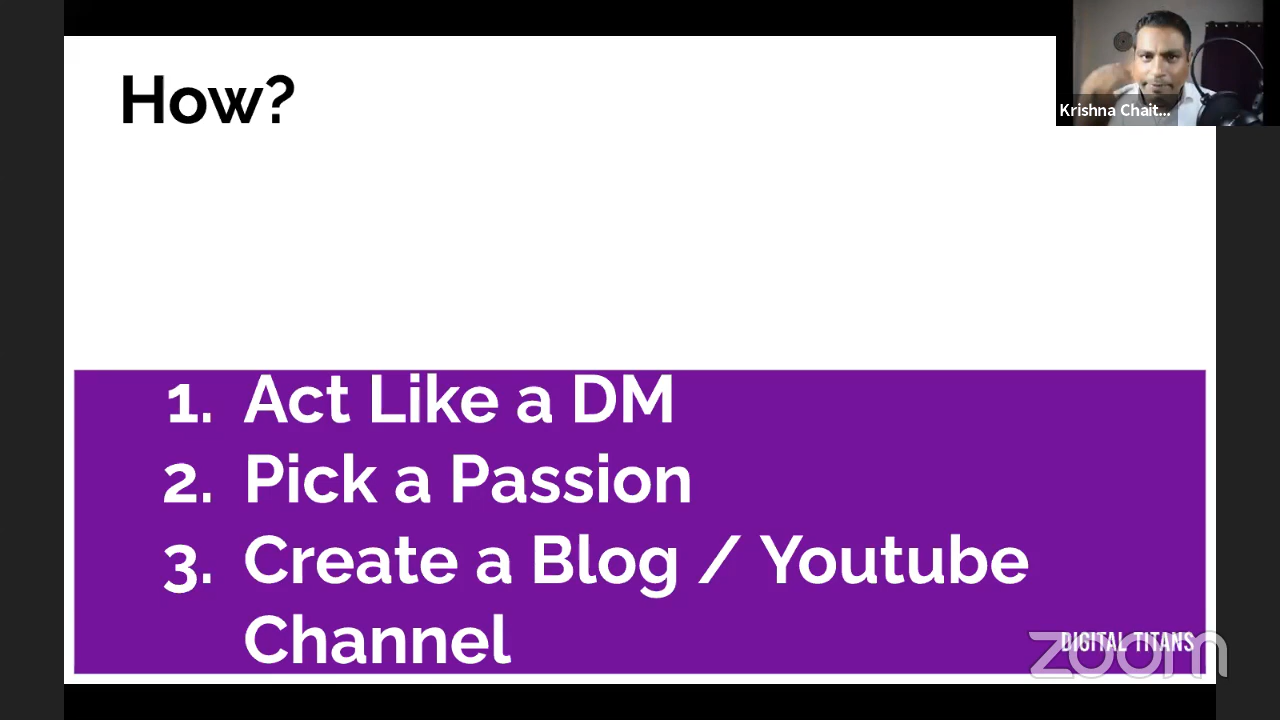 How?
Krishna Chait...
1. Act Like a DM
2. Pick a Passion
3. Create a Blog / Youtube
Channel
DIGITAL TITANS
zoom